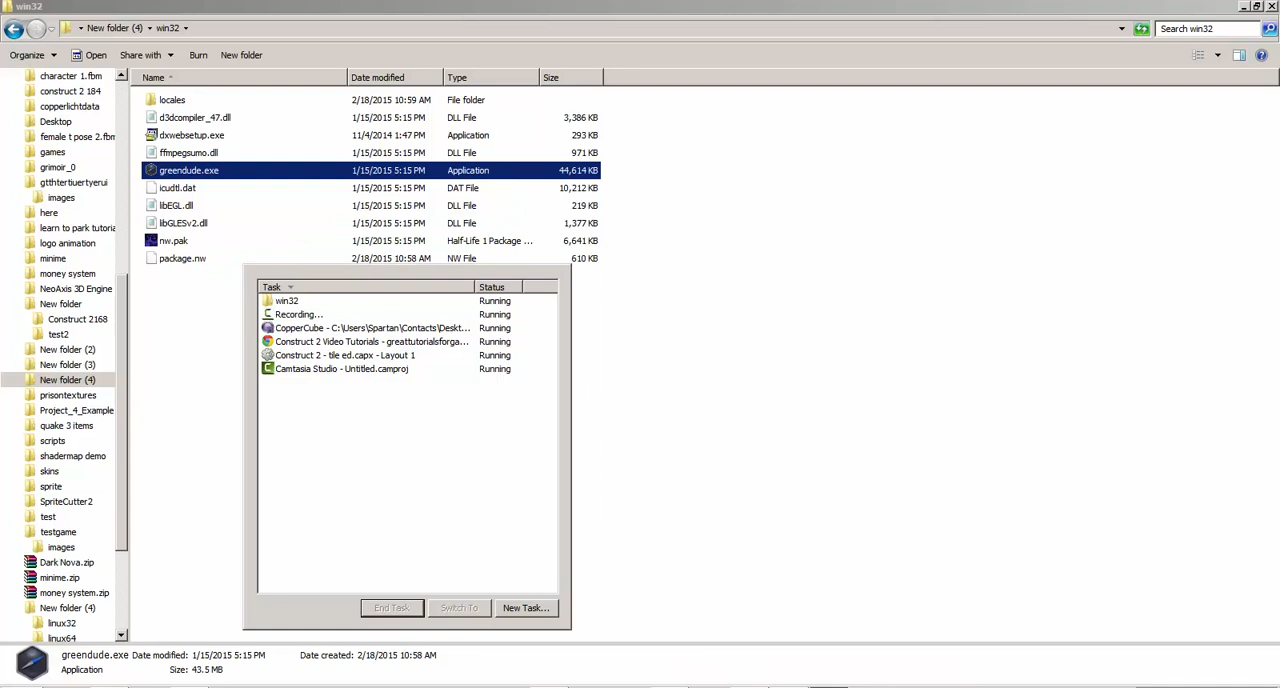 win32
New folder (4) win32
Search win32
Organize Open Share with Burn New folder
character 1.fbm
construct 2 184
copperlichtdata
Desktop
female t pose 2.fbm
games
grimoir_0
gtthtertiuertyerui
images
here
learn to park tutoria
logo animation
minime
money system
NeoAxis 3D Engine
New folder
Construct 2168
test2
New folder (2)
New folder (3)
New folder (4)
prisontextures
Project_4_Example
quake 3 items
scripts
shadermap demo
skins
sprite
SpriteCutter2
test
testgame
images
Dark Nova.zip
minime.zip
money system.zip
New folder (4)
linux32
linux64
Name Date modified Type Size
locales 2/18/2015 10:59 AM File folder
d3dcompiler_47.dll 1/15/2015 5:15 PM DLL File 3,386 KB
dxwebsetup.exe 11/4/2014 1:47 PM Application 293 KB
ffmpegsumo.dll 1/15/2015 5:15 PM DLL File 971 KB
greendude.exe 1/15/2015 5:15 PM Application 44,614 KB
icudtl.dat 1/15/2015 5:15 PM DAT File 10,212 KB
libEGL.dll 1/15/2015 5:15 PM DLL File 219 KB
libGLESv2.dll 1/15/2015 5:15 PM DLL File 1,377 KB
nw.pak 1/15/2015 5:15 PM Half-Life 1 Package ... 6,641 KB
package.nw 2/18/2015 10:58 AM NW File 610 KB
Task Status
win32 Running
Recording... Running
CopperCube - C:\Users\Spartan\Contacts\Deskt... Running
Construct 2 Video Tutorials - greattutorialsforga... Running
Construct 2 - tile ed.capx - Layout 1 Running
Camtasia Studio - Untitled.camproj Running
End Task Switch To New Task...
greendude.exe Date modified: 1/15/2015 5:15 PM Date created: 2/18/2015 10:58 AM
Application Size: 43.5 MB